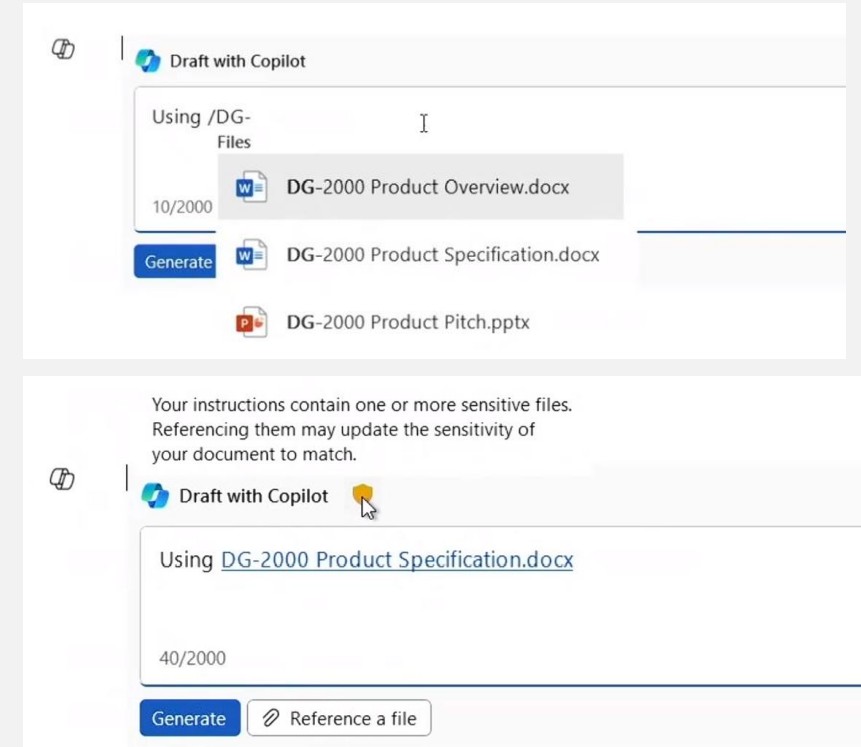 Draft with Copilot
Using /DG-
Files
DG-2000 Product Overview.docx
10/2000
DG-2000 Product Specification.docx
Generate
DG-2000 Product Pitch.pptx
Your instructions contain one or more sensitive files.
Referencing them may update the sensitivity of
your document to match.
Draft with Copilot
Using DG-2000 Product Specification.docx
40/2000
Generate
Reference a file